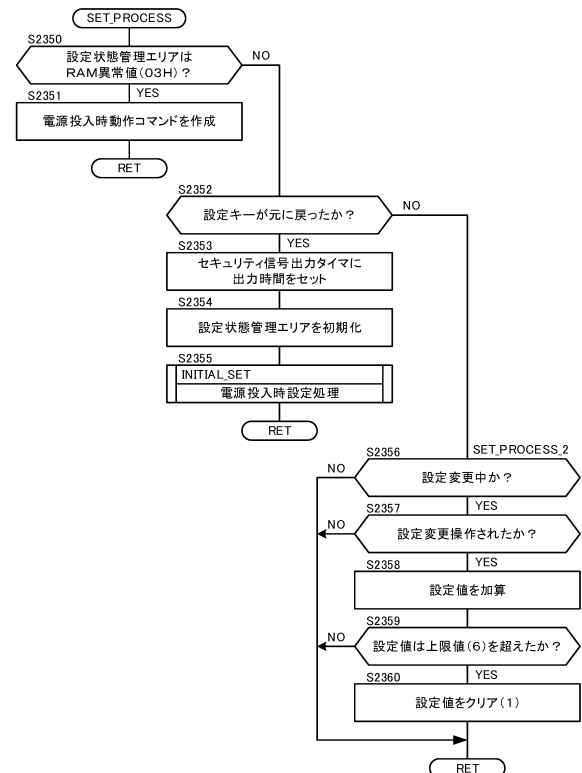 SET_PROCESS
S2350
設定状態管理エリアは
RAM異常値(03H)?
NO
YES
S2351
電源投入時動作コマンドを作成
RET
S2352
設定キーが元に戻ったか?
NO
YES
S2353
セキュリティ信号出力タイマに
出力時間をセット
S2354
設定状態管理エリアを初期化
S2355
INITIAL_SET
電源投入時設定処理
RET
SET_PROCESS_2
S2356
NO
設定変更中か?
YES
S2357
NO
設定変更操作されたか?
YES
S2358
設定値を加算
S2359
NO
設定値は上限値(6)を超えたか?
YES
S2360
設定値をクリア(1)
RET